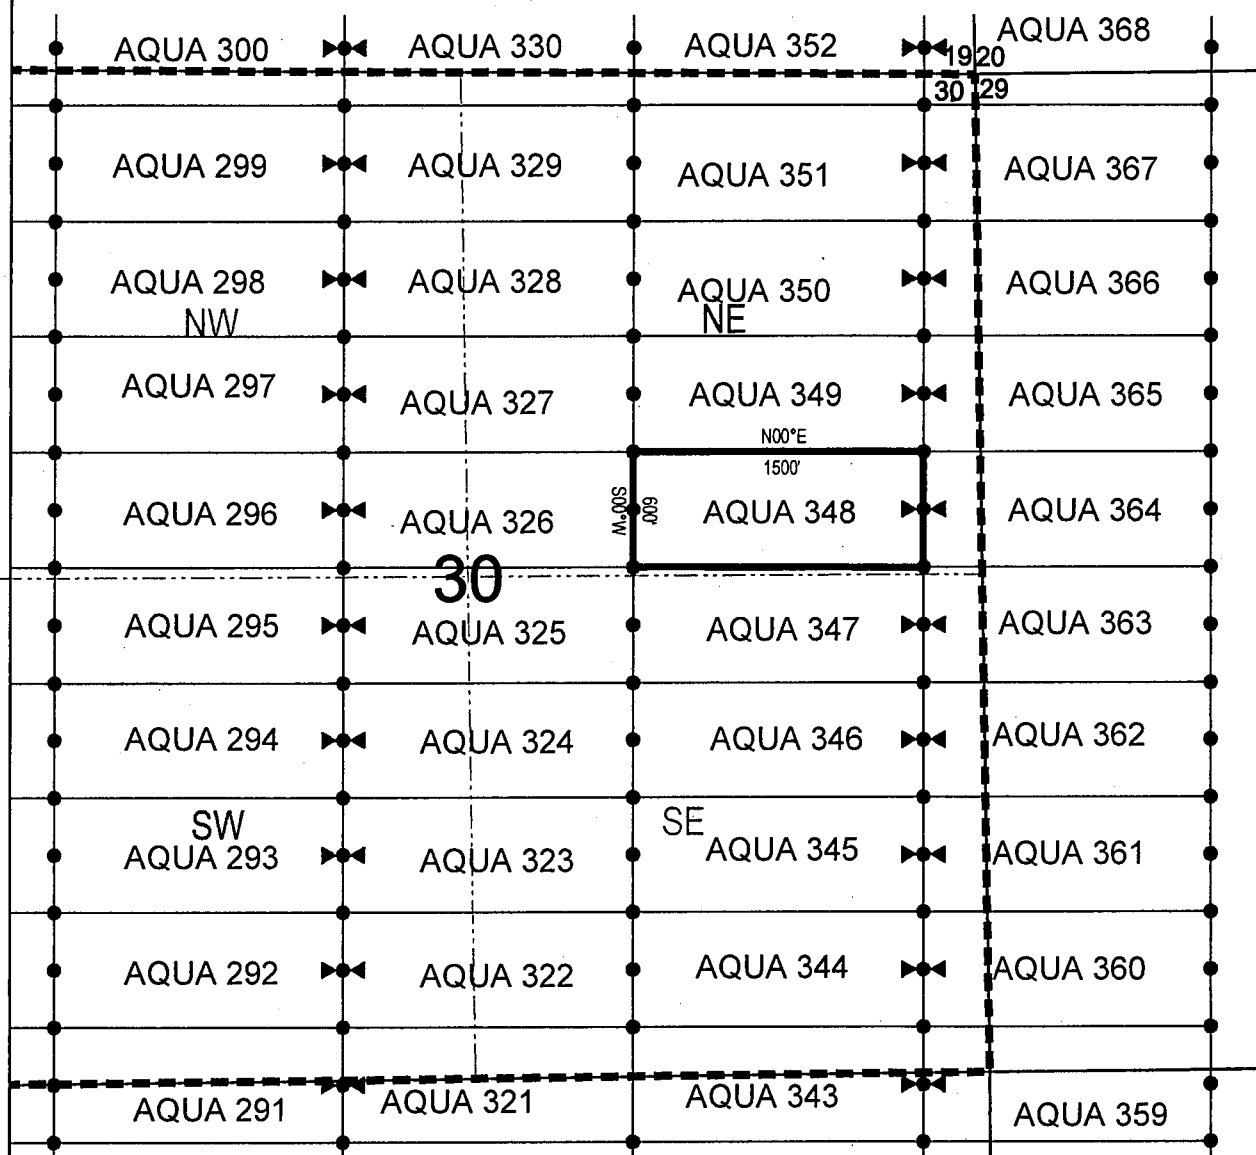 AQUA 300 AQUA 330 AQUA 352 AQUA 368
19 20
30 29
AQUA 299 AQUA 329 AQUA 351 AQUA 367
AQUA 298 AQUA 328 AQUA 350 AQUA 366
NW NE
AQUA 297 AQUA 327 AQUA 349 AQUA 365
N00°E
1500'
S00°W
600'
AQUA 296 AQUA 326 AQUA 348 AQUA 364
30
AQUA 295 AQUA 325 AQUA 347 AQUA 363
AQUA 294 AQUA 324 AQUA 346 AQUA 362
SW SE
AQUA 293 AQUA 323 AQUA 345 AQUA 361
AQUA 292 AQUA 322 AQUA 344 AQUA 360
AQUA 291 AQUA 321 AQUA 343 AQUA 359